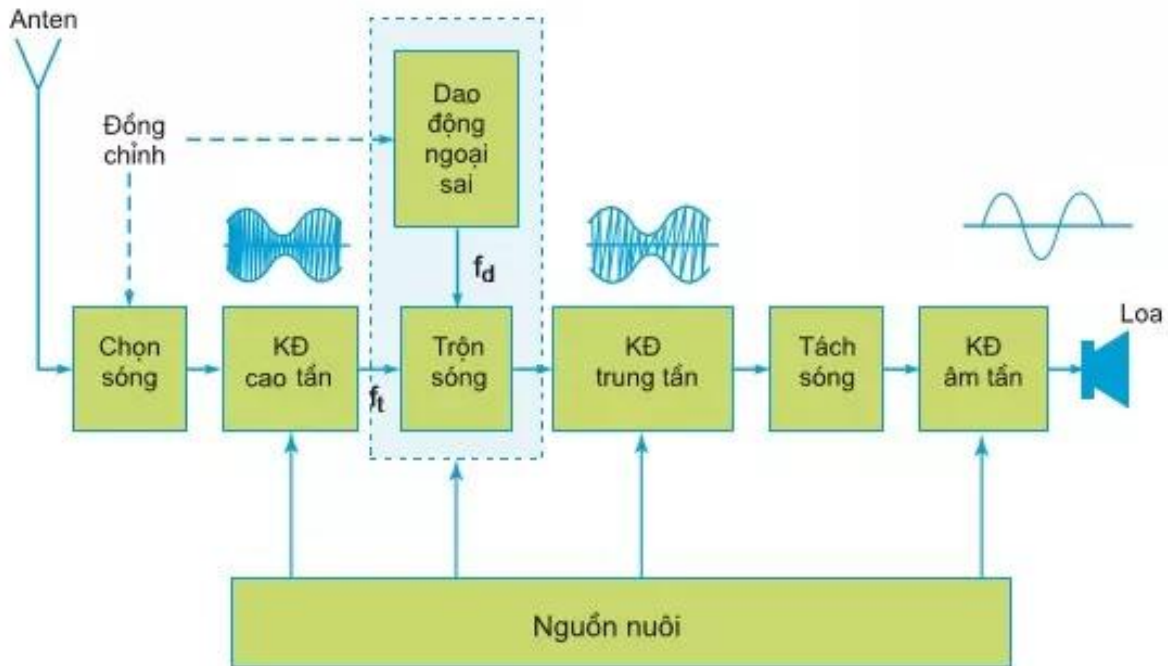 Anten
Dao
động
ngoại
sai
Đồng
chỉnh
f_d
Loa
Chọn
sóng
KĐ
cao tần
f_t
Trộn
sóng
KĐ
trung tần
Tách
sóng
KĐ
âm tần
Nguồn nuôi